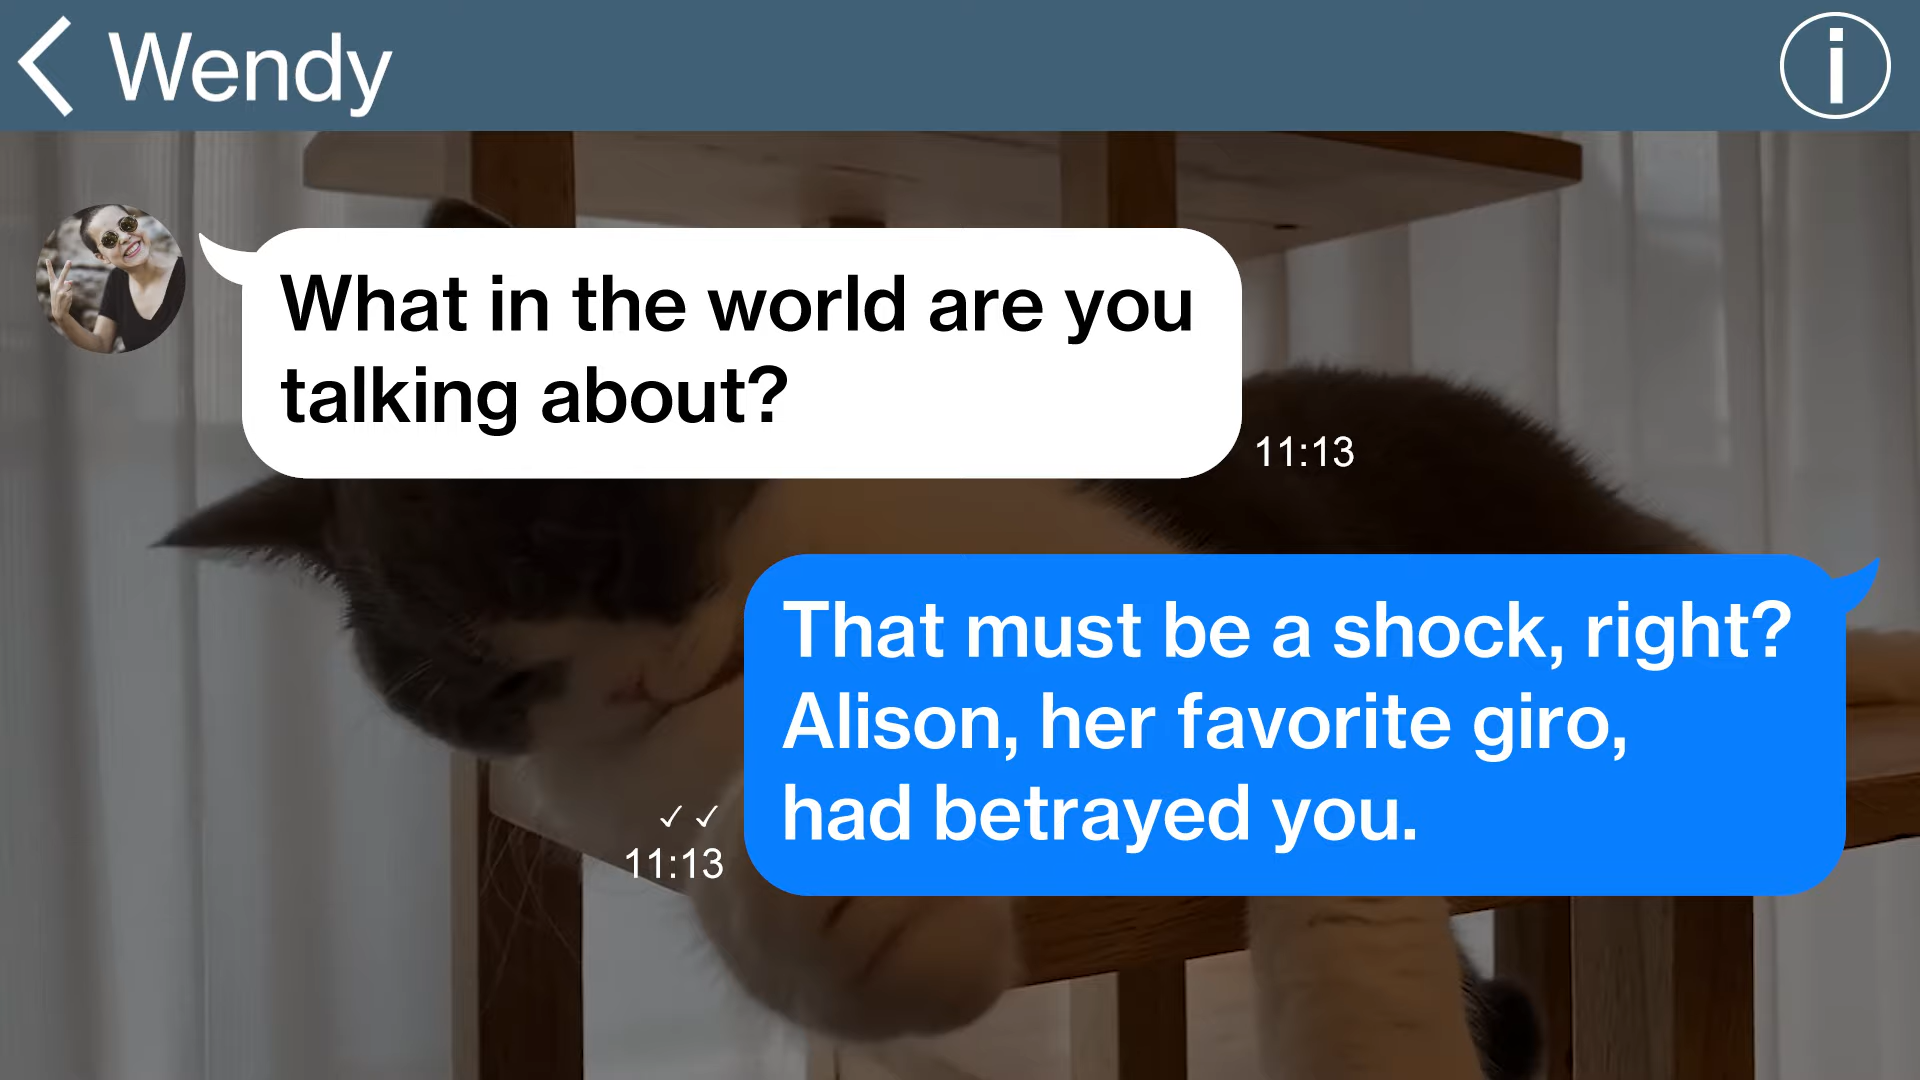 Wendy
What in the world are you
talking about?
11:13
That must be a shock, right?
Alison, her favorite giro,
had betrayed you.
11:13